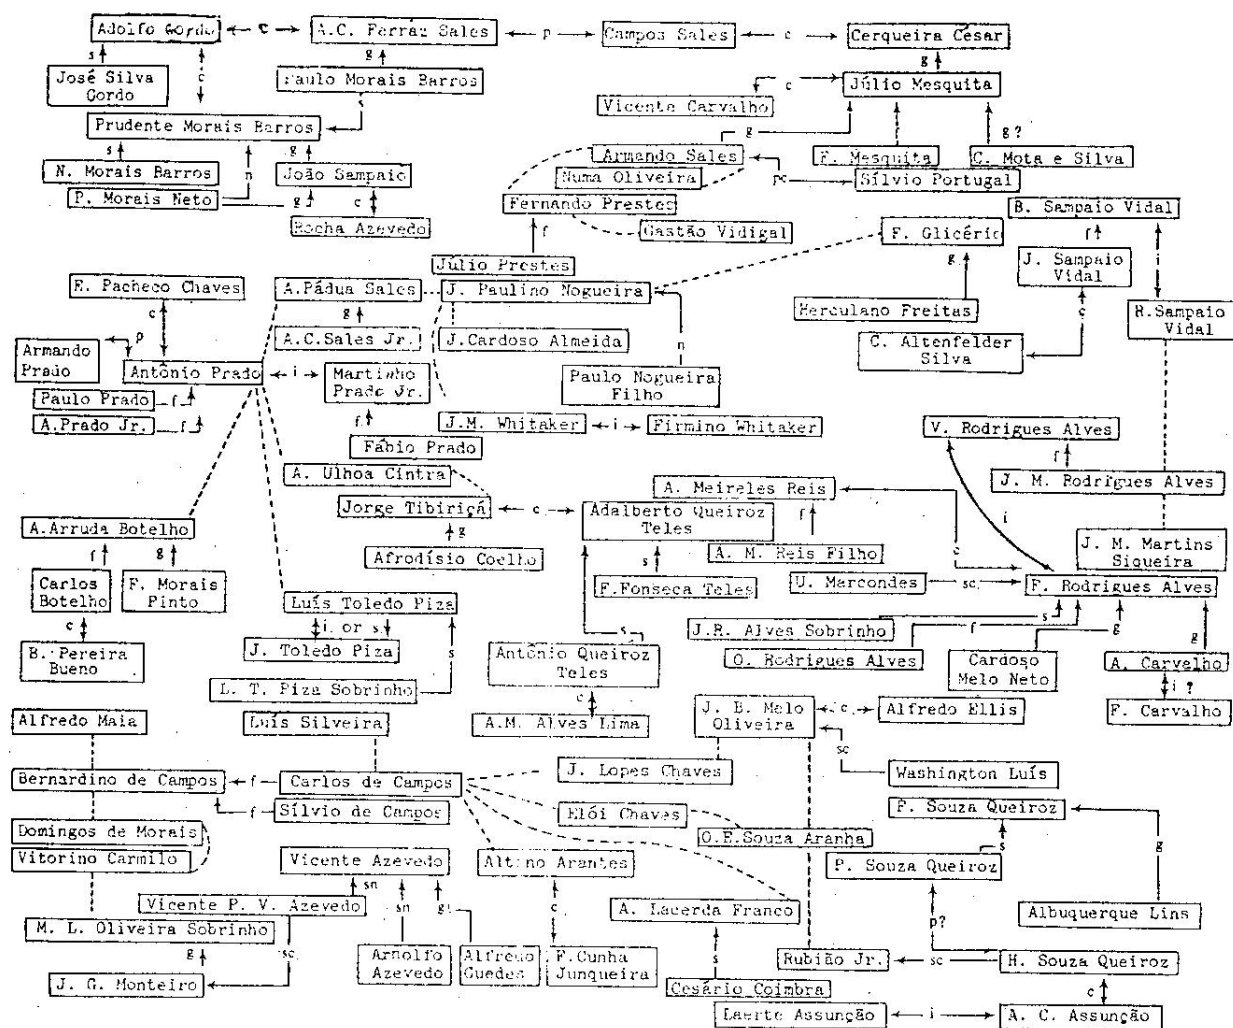 Adolfo Gordo
c
A.C. Ferraz Sales
p
Campos Sales
c
Cerqueira César
s
c
g
g
José Silva
Gordo
Paulo Morais Barros
Júlio Mesquita
c
Vicente Carvalho
s
Prudente Morais Barros
g
f
g?
s
n
g
Armando Sales
F. Mesquita
C. Mota e Silva
N. Morais Barros
João Sampaio
Numa Oliveira
pc
Sílvio Portugal
P. Morais Neto
g
c
Fernando Prestes
B. Sampaio Vidal
Rocha Azevedo
Gastão Vidigal
F. Glicério
f
f
J. Sampaio
Vidal
Júlio Prestes
g
E. Pacheco Chaves
A.Pádua Sales
J. Paulino Nogueira
Herculano Freitas
R.Sampaio
Vidal
c
g
c
p
A.C.Sales Jr.
J.Cardoso Almeida
n
C. Altenfelder
Silva
Armando
Prado
Antônio Prado
i
Martinho
Prado Jr.
Paulo Nogueira
Filho
Paulo Prado
f
A.Prado Jr.
f
f
J.M. Whitaker
i
Firmino Whitaker
V. Rodrigues Alves
Fábio Prado
f
A. Ulhoa Cintra
A. Meireles Reis
J. M. Rodrigues Alves
Jorge Tibiriçá
c
Adalberto Queiroz
Teles
f
i
A.Arruda Botelho
g
c
J. M. Martins
Siqueira
f
g
Afrodísio Coelho
s
A. M. Reis Filho
Carlos
Botelho
F. Morais
Pinto
F.Fonseca Teles
U. Marcondes
sc.
F. Rodrigues Alves
Luís Toledo Piza
s
c
i. or s.
J.R. Alves Sobrinho
f
g
g
B. Pereira
Bueno
J. Toledo Piza
s
s
Antônio Queiroz
Teles
O. Rodrigues Alves
Cardoso
Melo Neto
A. Carvalho
L. T. Piza Sobrinho
i ?
Alfredo Maia
Luís Silveira
c
J. B. Melo
Oliveira
c.
Alfredo Ellis
F. Carvalho
A.M. Alves Lima
sc
Bernardino de Campos
f
Carlos de Campos
J. Lopes Chaves
Washington Luís
f
Sílvio de Campos
Elói Chaves
P. Souza Queiroz
Domingos de Morais
O.E.Souza Aranha
s
Vitorino Carmilo
Vicente Azevedo
Altino Arantes
P. Souza Queiroz
g
sn
Vicente P. V. Azevedo
sn
g.
c
A. Lacerda Franco
Albuquerque Lins
M. L. Oliveira Sobrinho
p?
g
sc.
Arnolfo
Azevedo
Alfredo
Guedes
F.Cunha
Junqueira
s
Rubião Jr.
sc
H. Souza Queiroz
J. G. Monteiro
Cesário Coimbra
c
Laerte Assunção
i
A. C. Assunção